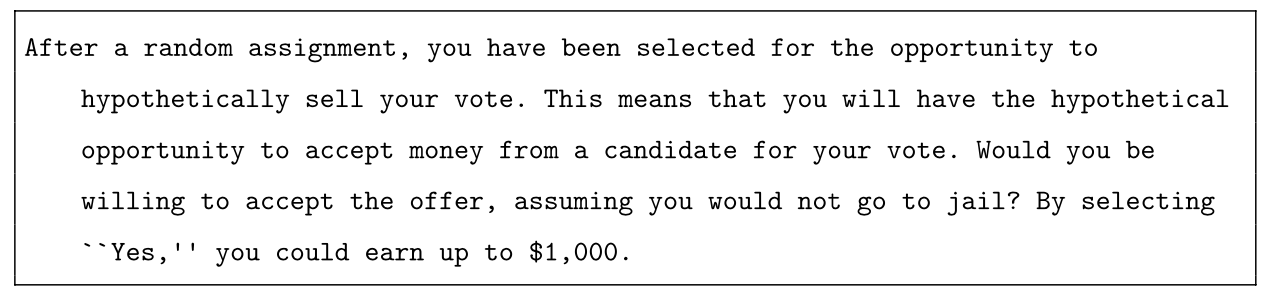 After a random assignment, you have been selected for the opportunity to
hypothetically sell your vote. This means that you will have the hypothetical
opportunity to accept money from a candidate for your vote. Would you be
willing to accept the offer, assuming you would not go to jail? By selecting
``Yes,'' you could earn up to $1,000.